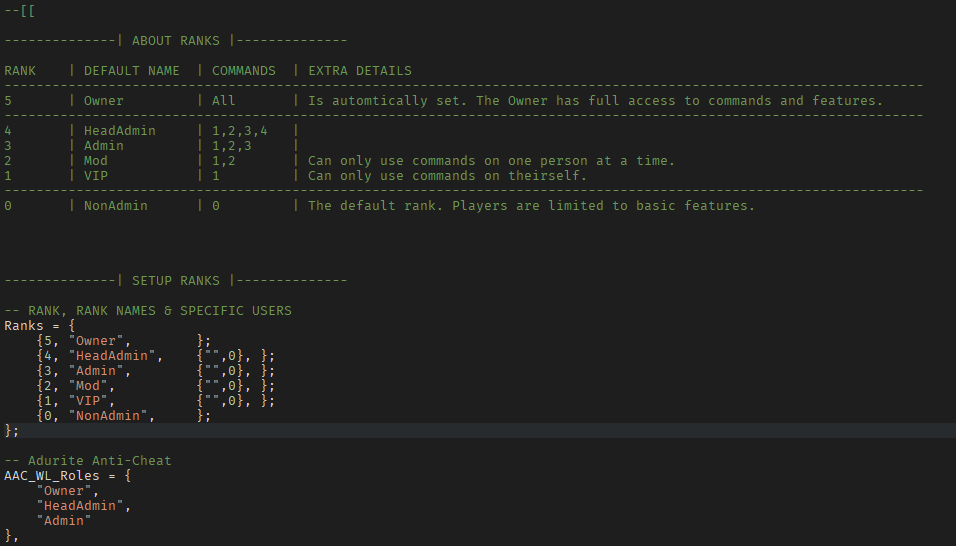 --[[
--------------| ABOUT RANKS |--------------
RANK    | DEFAULT NAME  | COMMANDS  | EXTRA DETAILS
-------------------------------------------------------------------------------------------------------------------
5       | Owner         | All       | Is automtically set. The Owner has full access to commands and features.
-------------------------------------------------------------------------------------------------------------------
4       | HeadAdmin     | 1,2,3,4   |
3       | Admin         | 1,2,3     |
2       | Mod           | 1,2       | Can only use commands on one person at a time.
1       | VIP           | 1         | Can only use commands on theirself.
-------------------------------------------------------------------------------------------------------------------
0       | NonAdmin      | 0         | The default rank. Players are limited to basic features.
--------------| SETUP RANKS |--------------
-- RANK, RANK NAMES & SPECIFIC USERS
Ranks = {
    {5, "Owner",        };
    {4, "HeadAdmin",    {"",0}, };
    {3, "Admin",        {"",0}, };
    {2, "Mod",          {"",0}, };
    {1, "VIP",          {"",0}, };
    {0, "NonAdmin",     };
};
-- Adurite Anti-Cheat
AAC_WL_Roles = {
    "Owner",
    "HeadAdmin",
    "Admin"
},